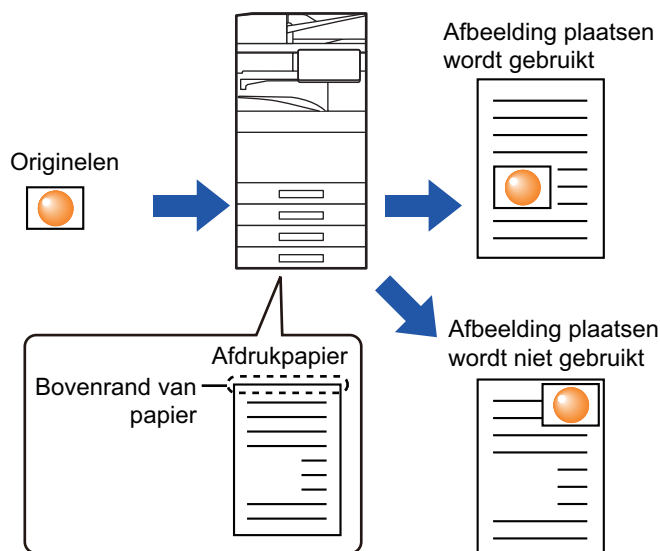 Afbeelding plaatsen
wordt gebruikt
Originelen
Afbeelding plaatsen
wordt niet gebruikt
Afdrukpapier
Bovenrand van
papier